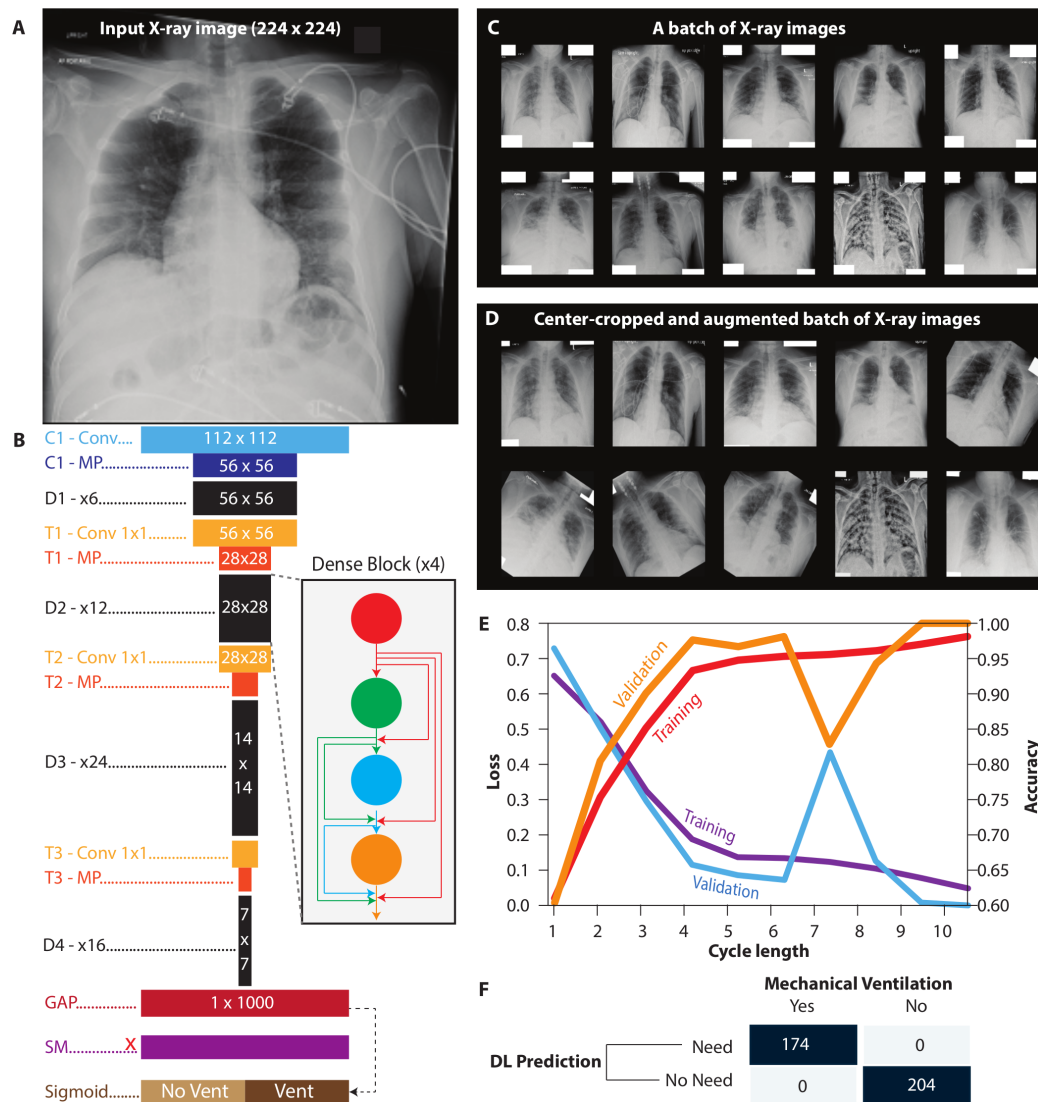 A
Input X-ray image (224 x 224)
B
C1 - Conv....
112 x 112
C1 - MP................
56 x 56
D1 - x6.................
56 x 56
T1 - Conv 1x1........
56 x 56
T1 - MP........................
28x28
D2 - x12......................
28x28
T2 - Conv 1x1..............
28x28
T2 - MP...........................
D3 - x24.........................
14
x
14
T3 - Conv 1x1.................
T3 - MP............................
D4 - x16...........................
7
x
7
GAP..............
1 x 1000
SM................
X
Sigmoid........
No Vent
Vent
Dense Block (x4)
C
A batch of X-ray images
D
Center-cropped and augmented batch of X-ray images
E
0.8
0.7
0.6
0.5
0.4
0.3
0.2
0.1
0.0
Loss
Validation
Training
Training
Validation
1.00
0.95
0.90
0.85
0.80
0.75
0.70
0.65
0.60
Accuracy
1 2 3 4 5 6 7 8 9 10
Cycle length
F
Mechanical Ventilation
Yes No
DL Prediction
Need
174 0
No Need
0 204